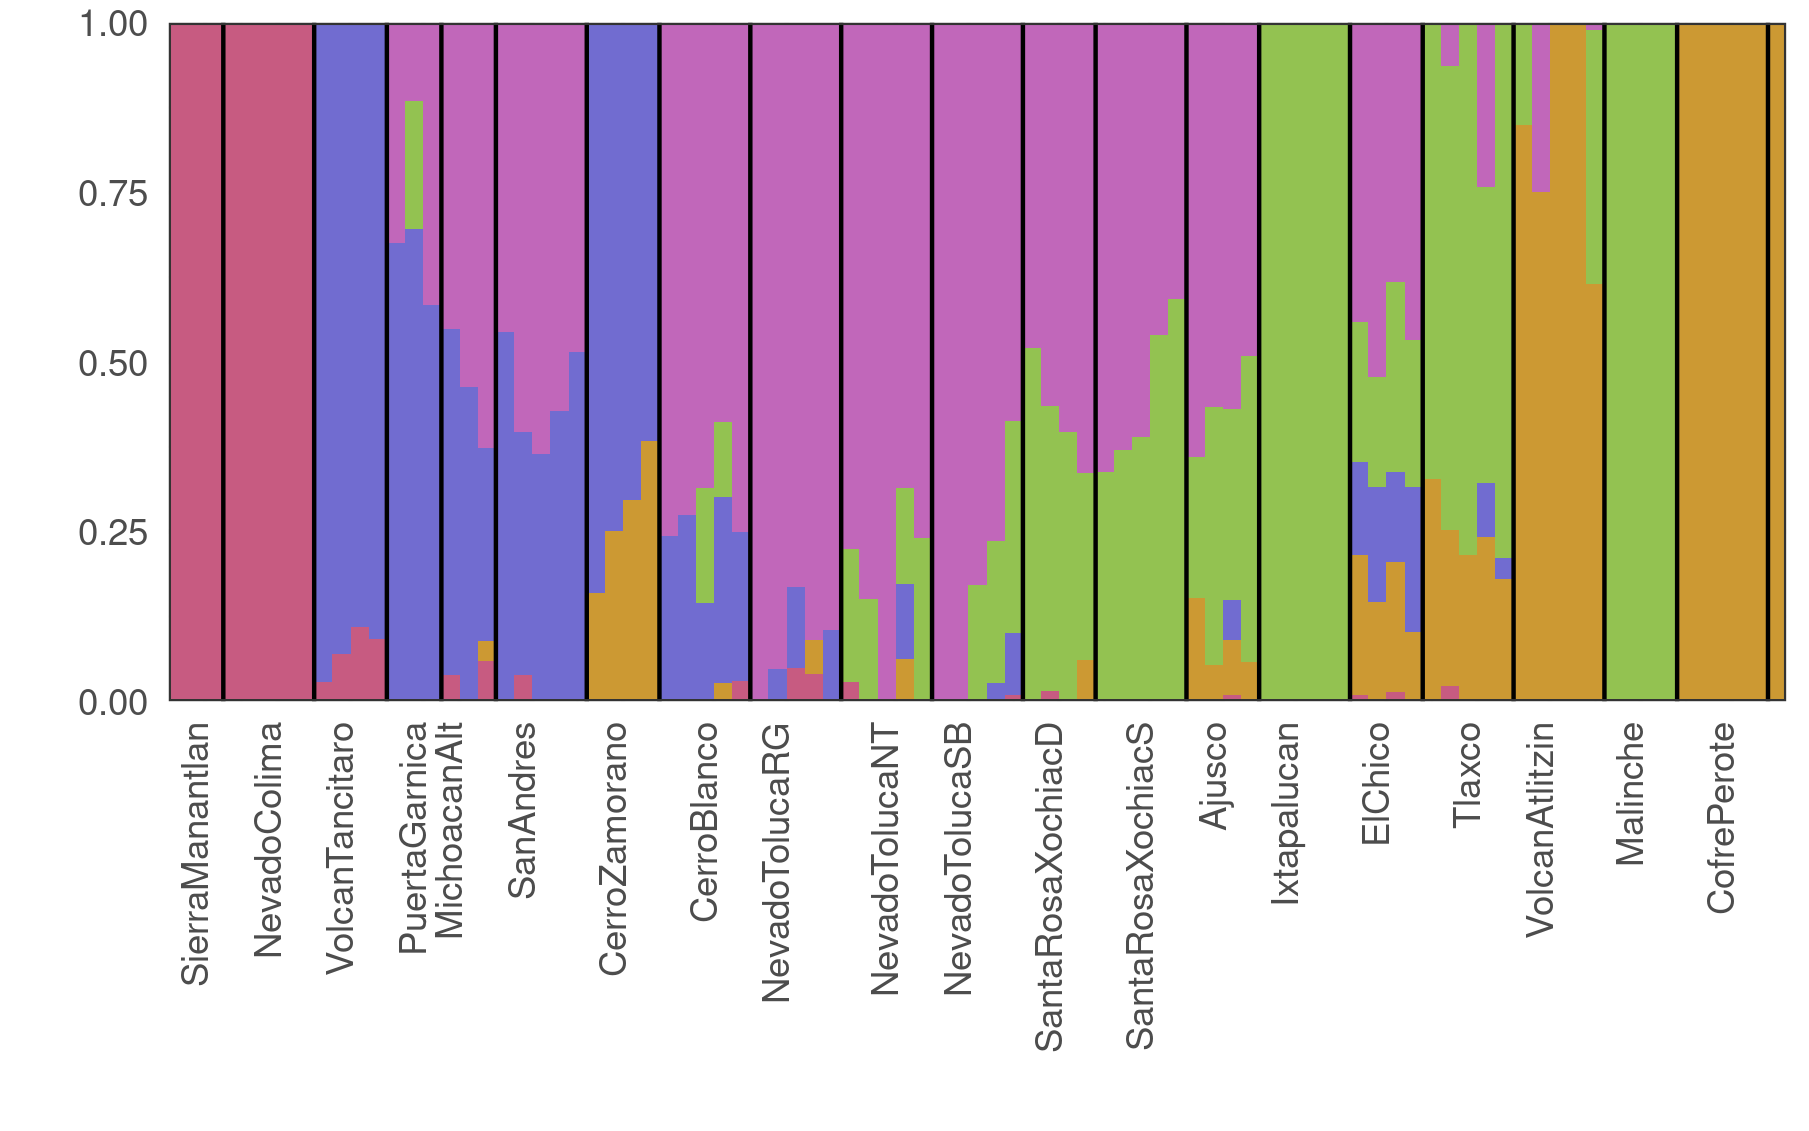 1.00
0.75
0.50
0.25
0.00
SierraManantlan
NevadoColima
VolcanTancitaro
PuertaGarnica
MichoacanAlt
SanAndres
CerroZamorano
CerroBlanco
NevadoTolucaRG
NevadoTolucaNT
NevadoTolucaSB
SantaRosaXochiacD
SantaRosaXochiacS
Ajusco
Ixtapalucan
ElChico
Tlaxco
VolcanAtlitzin
Malinche
CofrePerote